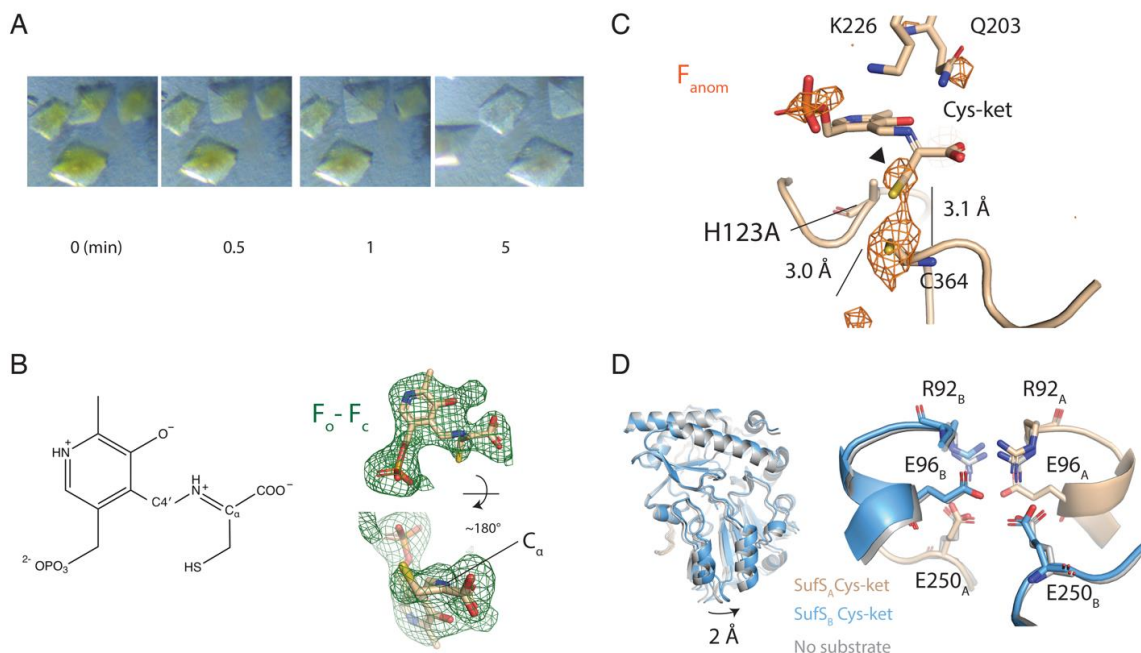 A
0 (min)
0.5
1
5
B
HN+
O−
C4′
H
N+
COO−
Cα
2-OPO3
HS
Fo - Fc
~180°
Cα
C
K226
Q203
Fanom
Cys-ket
H123A
3.1 Å
3.0 Å
C364
D
2 Å
SufSA Cys-ket
SufSB Cys-ket
No substrate
R92B
R92A
E96B
E96A
E250A
E250B